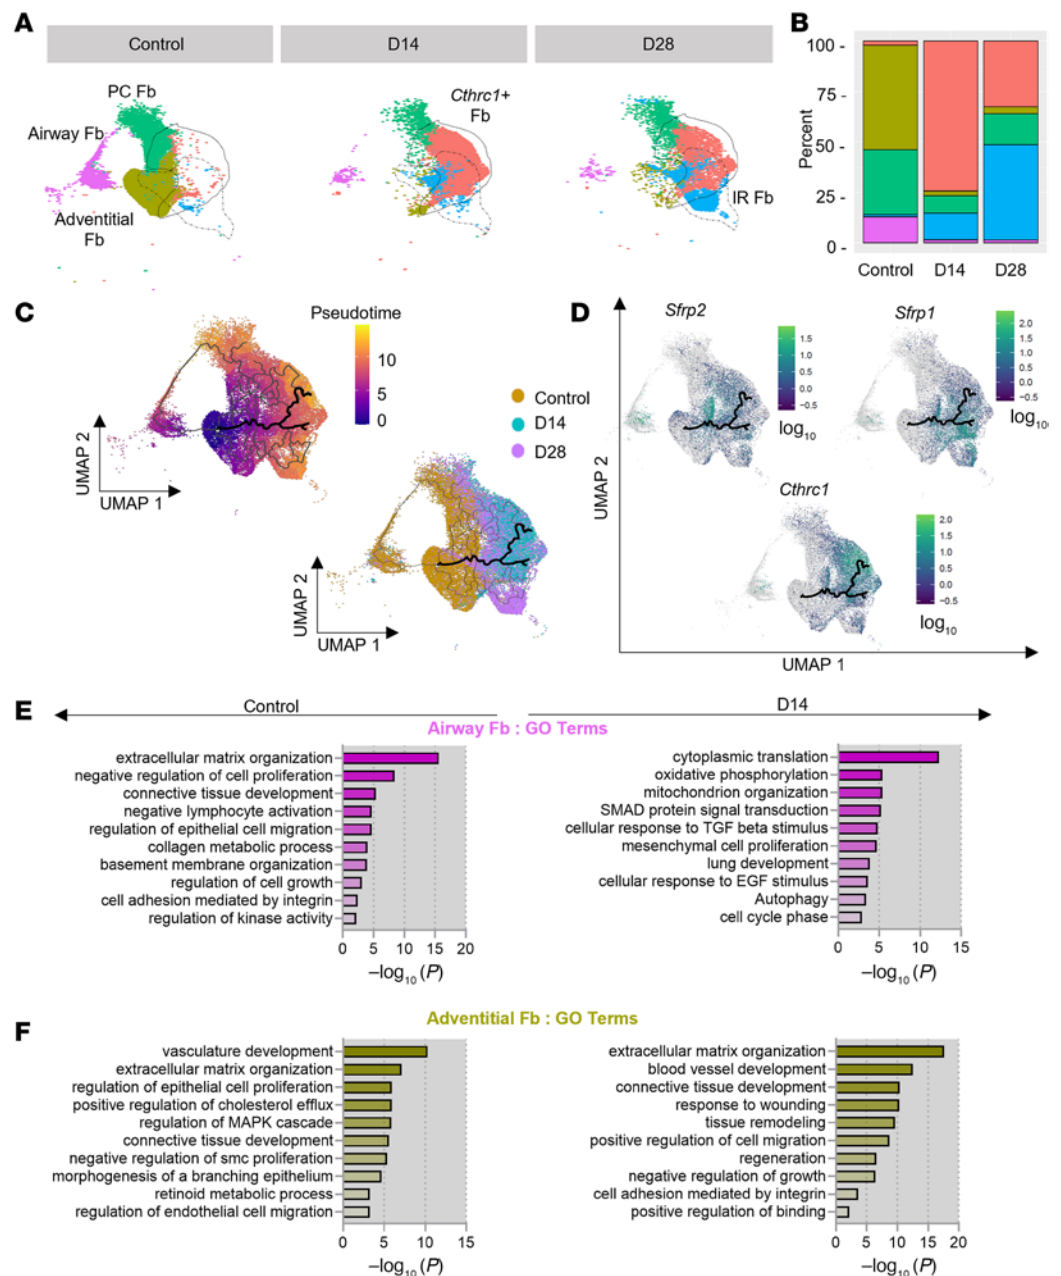 A
Control
D14
D28
PC Fb
Airway Fb
Adventitial
Fb
Cthrc1+
Fb
IR Fb
B
Percent
100
75
50
25
0
Control
D14
D28
C
Pseudotime
10
5
0
UMAP 2
UMAP 1
Control
D14
D28
UMAP 2
UMAP 1
D
Sfrp2
1.5
1.0
0.5
0.0
−0.5
log10
Sfrp1
2.0
1.5
1.0
0.5
0.0
−0.5
log10
Cthrc1
2.0
1.5
1.0
0.5
0.0
−0.5
log10
UMAP 2
UMAP 1
E
Control
D14
Airway Fb : GO Terms
extracellular matrix organization
negative regulation of cell proliferation
connective tissue development
negative lymphocyte activation
regulation of epithelial cell migration
collagen metabolic process
basement membrane organization
regulation of cell growth
cell adhesion mediated by integrin
regulation of kinase activity
0 5 10 15 20
−log10 (P)
cytoplasmic translation
oxidative phosphorylation
mitochondrion organization
SMAD protein signal transduction
cellular response to TGF beta stimulus
mesenchymal cell proliferation
lung development
cellular response to EGF stimulus
Autophagy
cell cycle phase
0 5 10 15
−log10 (P)
F
Adventitial Fb : GO Terms
vasculature development
extracellular matrix organization
regulation of epithelial cell proliferation
positive regulation of cholesterol efflux
regulation of MAPK cascade
connective tissue development
negative regulation of smc proliferation
morphogenesis of a branching epithelium
retinoid metabolic process
regulation of endothelial cell migration
0 5 10 15
−log10 (P)
extracellular matrix organization
blood vessel development
connective tissue development
response to wounding
tissue remodeling
positive regulation of cell migration
regeneration
negative regulation of growth
cell adhesion mediated by integrin
positive regulation of binding
0 5 10 15 20
−log10 (P)